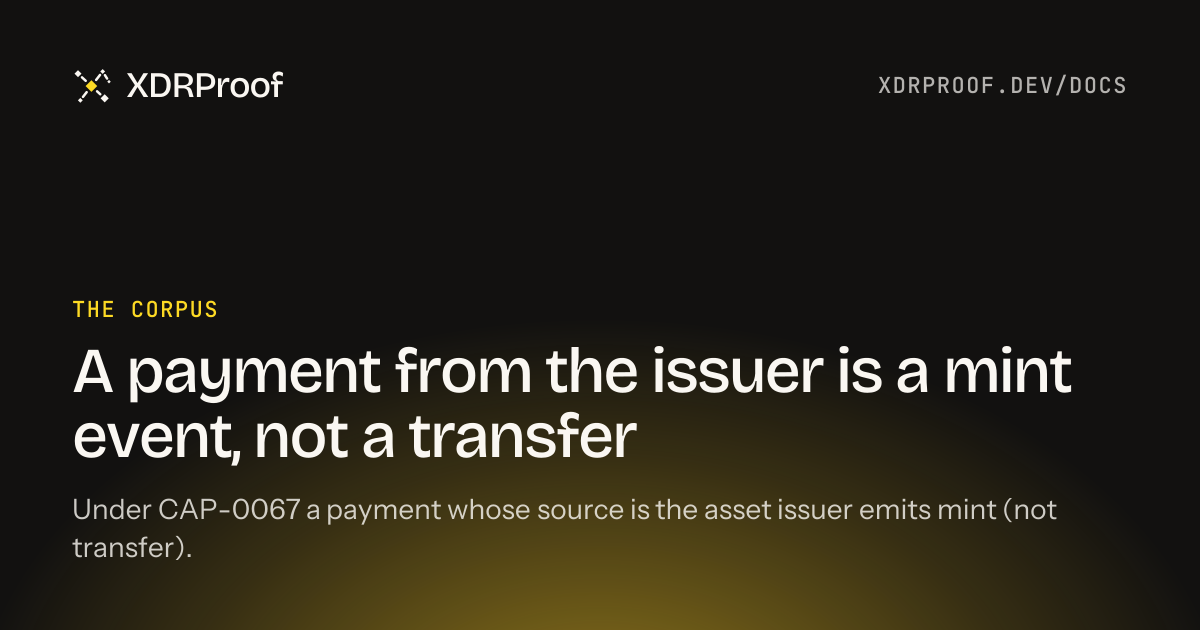 XDRProof
XDRPROOF.DEV/DOCS
THE CORPUS
A payment from the issuer is a mint
event, not a transfer
Under CAP-0067 a payment whose source is the asset issuer emits mint (not
transfer).